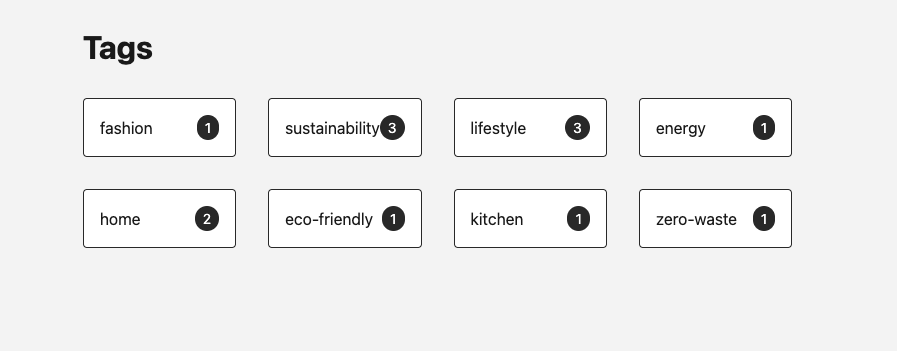 Tags
fashion 1 sustainability 3 lifestyle 3 energy 1
home 2 eco-friendly 1 kitchen 1 zero-waste 1